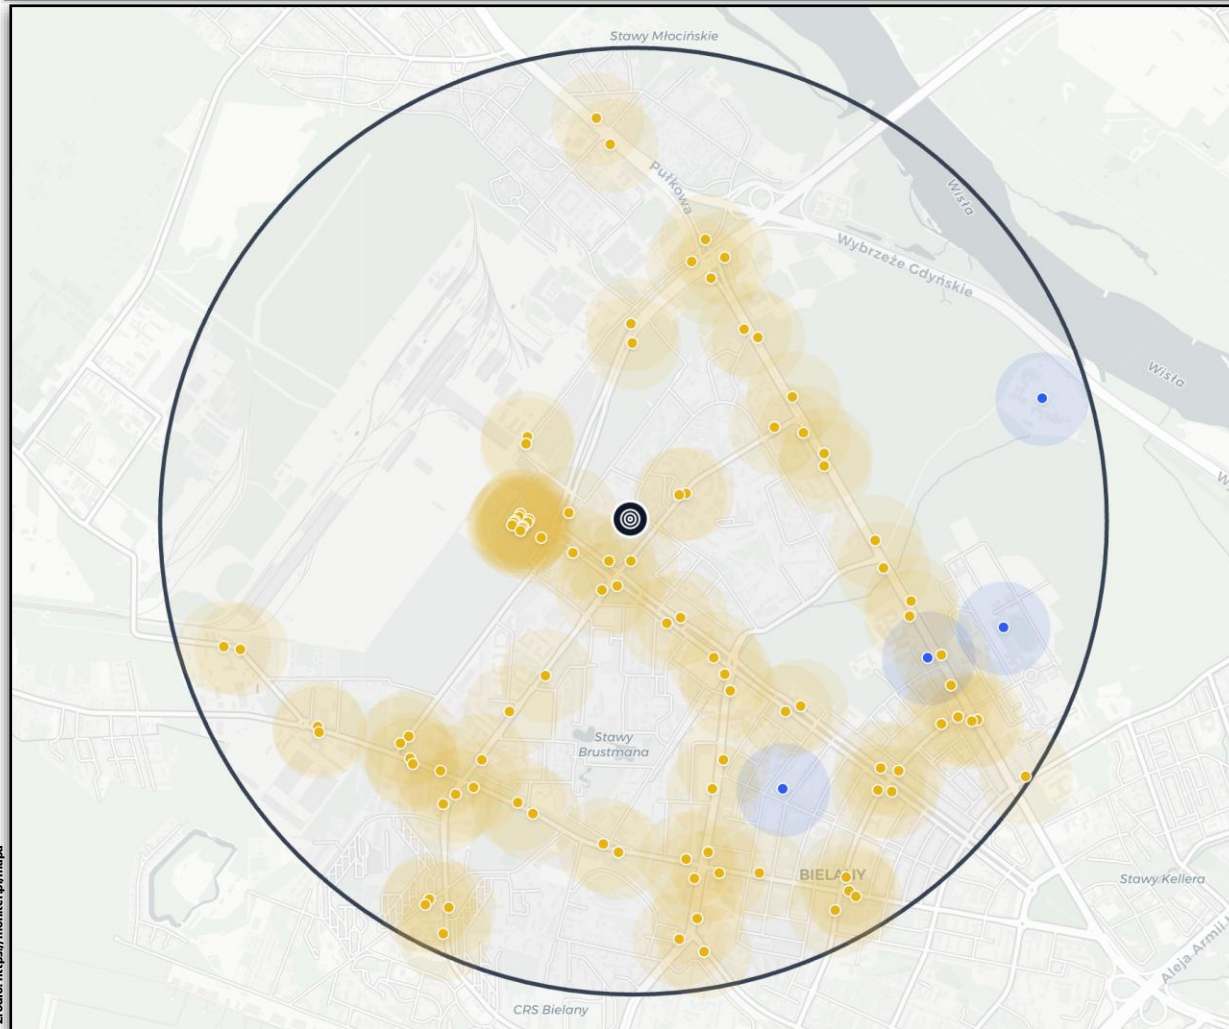 Stawy Młocińskie
Pułkowa
Wisła
Wybrzeże Gdyńskie
Wisła
Stawy
Brustmana
BIELANY
Stawy Kellera
Aleja Armii
CRS Bielany